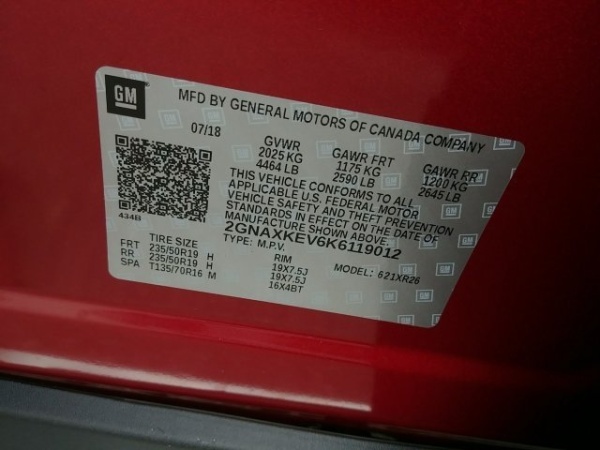 GM
MFD BY GENERAL MOTORS OF CANADA COMPANY
07/18
GVWR GAWR FRT GAWR RR
2025 KG 1175 KG 1200 KG
4464 LB 2590 LB 2645 LB
THIS VEHICLE CONFORMS TO ALL
APPLICABLE U.S. FEDERAL MOTOR
VEHICLE SAFETY AND THEFT PREVENTION
STANDARDS IN EFFECT ON THE DATE OF
MANUFACTURE SHOWN ABOVE.
434B
2GNAXKEV6K6119012
TYPE: M.P.V. MODEL: 621XR26
TIRE SIZE RIM
FRT 235/50R19 H 19X7.5J
RR 235/50R19 H 19X7.5J
SPA T135/70R16 M 16X4BT